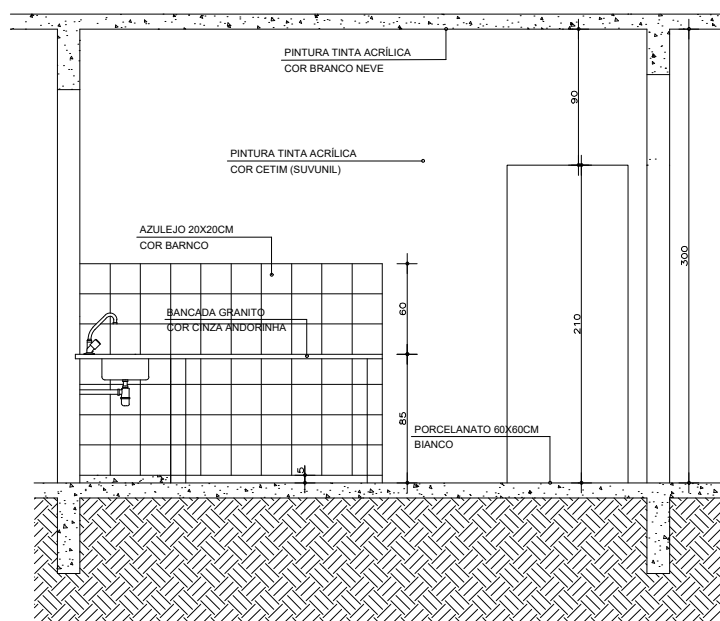 PINTURA TINTA ACRÍLICA
COR BRANCO NEVE
90
PINTURA TINTA ACRÍLICA
COR CETIM (SUVUNIL)
AZULEJO 20X20CM
COR BARNCO
300
60
BANCADA GRANITO
COR CINZA ANDORINHA
210
85
PORCELANATO 60X60CM
BIANCO
5